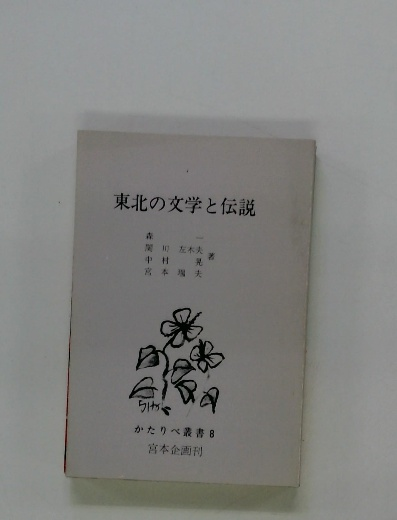 東北の文学と伝説
森 一
関川 左木夫
中村 晃
宮本 瑞夫
著
かたりべ叢書 8
宮本企画刊